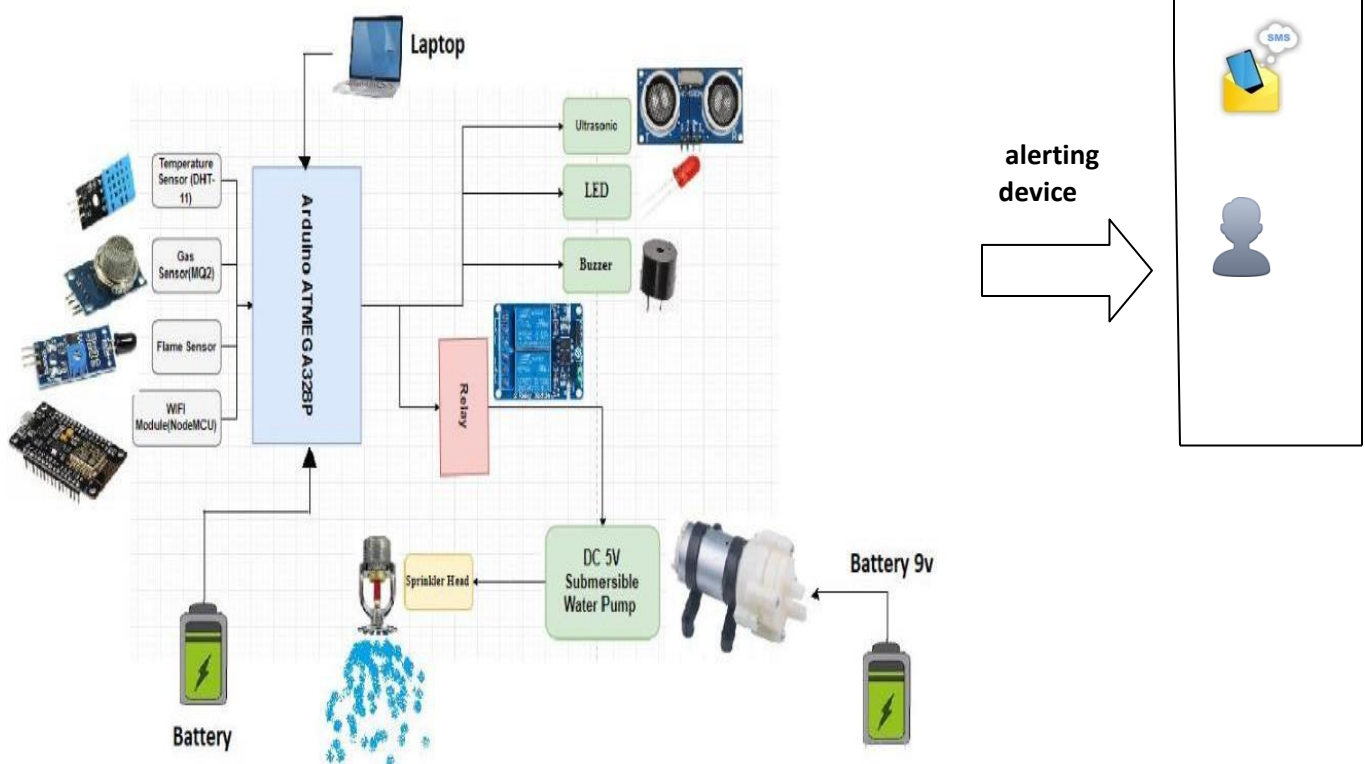 Laptop
SMS
Ultrasonic
alerting
device
Temperature
Sensor (DHT-
11)
LED
Arduino ATMEGA328P
Gas
Sensor(MQ2)
Buzzer
Flame Sensor
Relay
WIFI
Module(NodeMCU)
DC 5V
Submersible
Water Pump
Sprinkler Head
Battery 9v
Battery